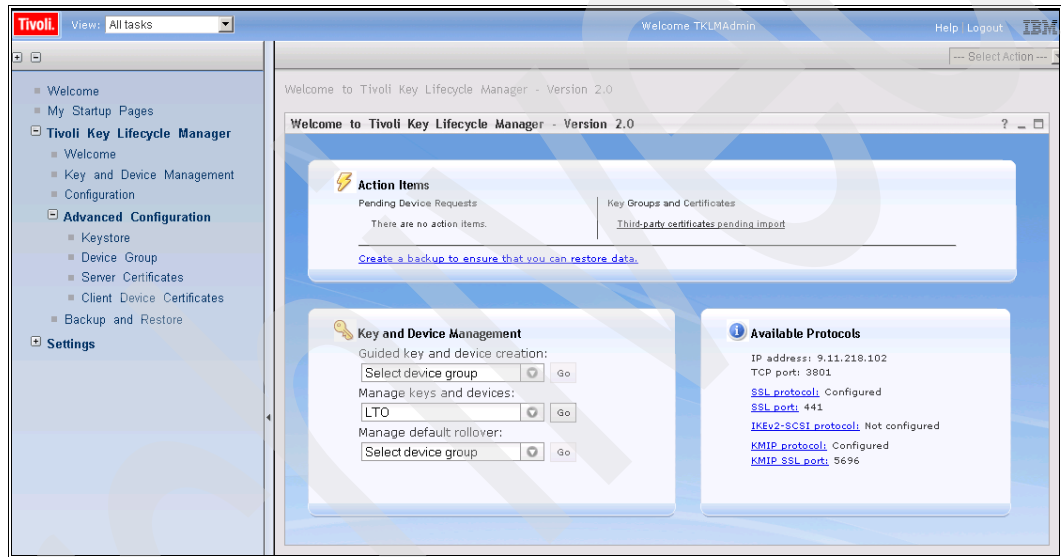 Tivoli. View: All tasks Welcome TKLMAdmin Help Logout IBM
--- Select Action ---
Welcome
My Startup Pages
Tivoli Key Lifecycle Manager
Welcome
Key and Device Management
Configuration
Advanced Configuration
Keystore
Device Group
Server Certificates
Client Device Certificates
Backup and Restore
Settings
Welcome to Tivoli Key Lifecycle Manager - Version 2.0
Welcome to Tivoli Key Lifecycle Manager - Version 2.0
Action Items
Pending Device Requests
There are no action items.
Key Groups and Certificates
Third-party certificates pending import
Create a backup to ensure that you can restore data.
Key and Device Management
Guided key and device creation:
Select device group Go
Manage keys and devices:
LTO Go
Manage default rollover:
Select device group Go
Available Protocols
IP address: 9.11.218.102
TCP port: 3801
SSL protocol: Configured
SSL port: 441
IKEv2-SCSI protocol: Not configured
KMIP protocol: Configured
KMIP SSL port: 5696